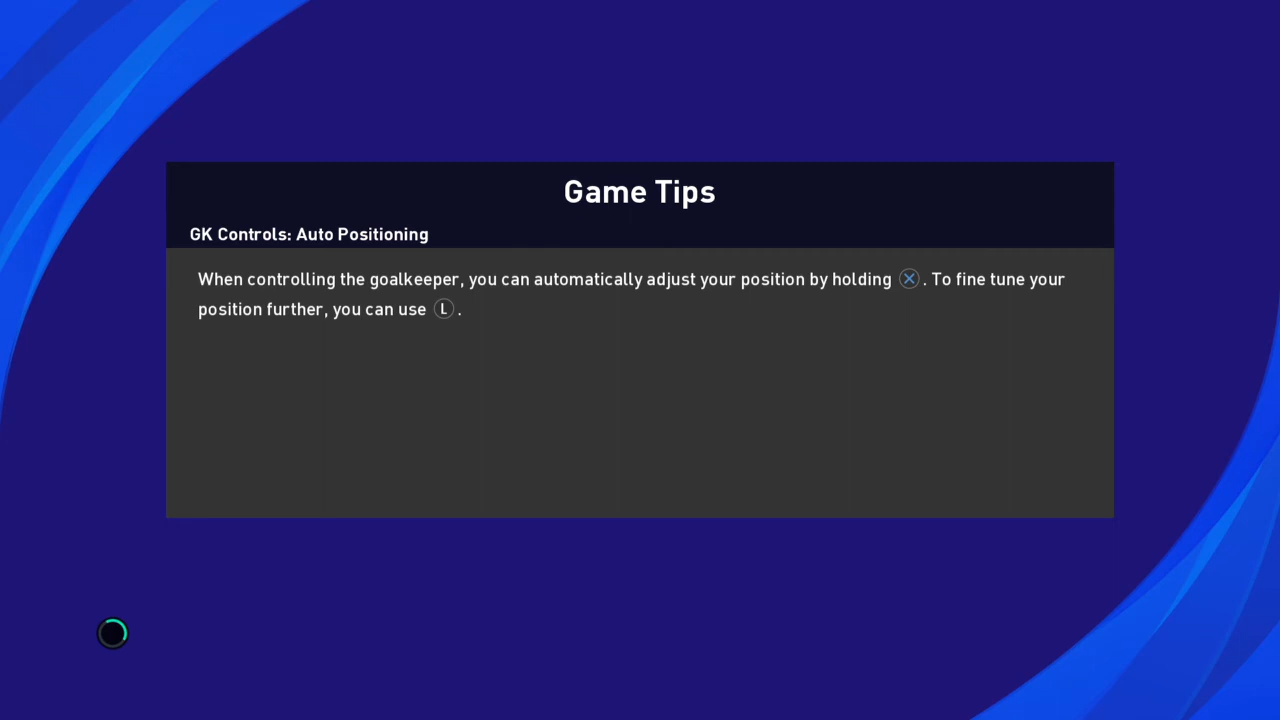 Game Tips
GK Controls: Auto Positioning
When controlling the goalkeeper, you can automatically adjust your position by holding Ⓧ. To fine tune your
position further, you can use Ⓛ.